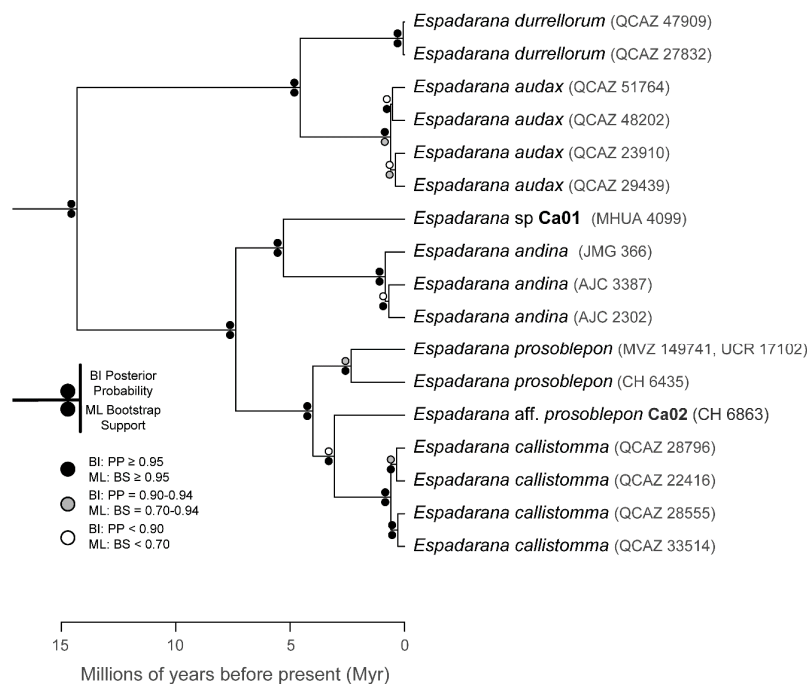 Espadarana durrellorum (QCAZ 47909)
Espadarana durrellorum (QCAZ 27832)
Espadarana audax (QCAZ 51764)
Espadarana audax (QCAZ 48202)
Espadarana audax (QCAZ 23910)
Espadarana audax (QCAZ 29439)
Espadarana sp Ca01 (MHUA 4099)
Espadarana andina (JMG 366)
Espadarana andina (AJC 3387)
Espadarana andina (AJC 2302)
Espadarana prosoblepon (MVZ 149741, UCR 17102)
Espadarana prosoblepon (CH 6435)
Espadarana aff. prosoblepon Ca02 (CH 6863)
Espadarana callistomma (QCAZ 28796)
Espadarana callistomma (QCAZ 22416)
Espadarana callistomma (QCAZ 28555)
Espadarana callistomma (QCAZ 33514)
BI Posterior
Probability
ML Bootstrap
Support
BI: PP ≥ 0.95
ML: BS ≥ 0.95
BI: PP = 0.90-0.94
ML: BS = 0.70-0.94
BI: PP < 0.90
ML: BS < 0.70
15 10 5 0
Millions of years before present (Myr)